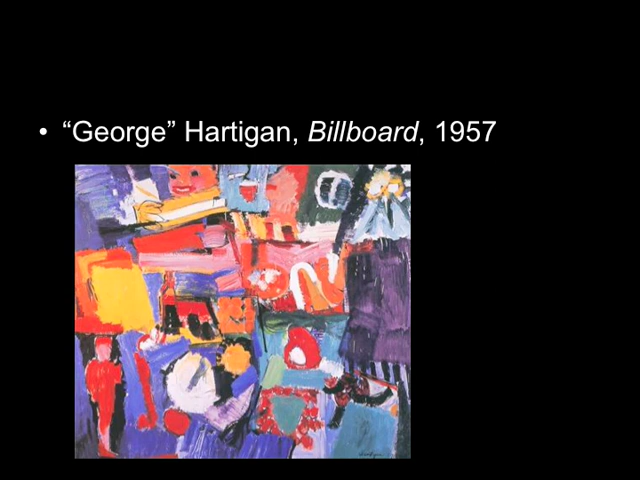 • “George” Hartigan, Billboard, 1957